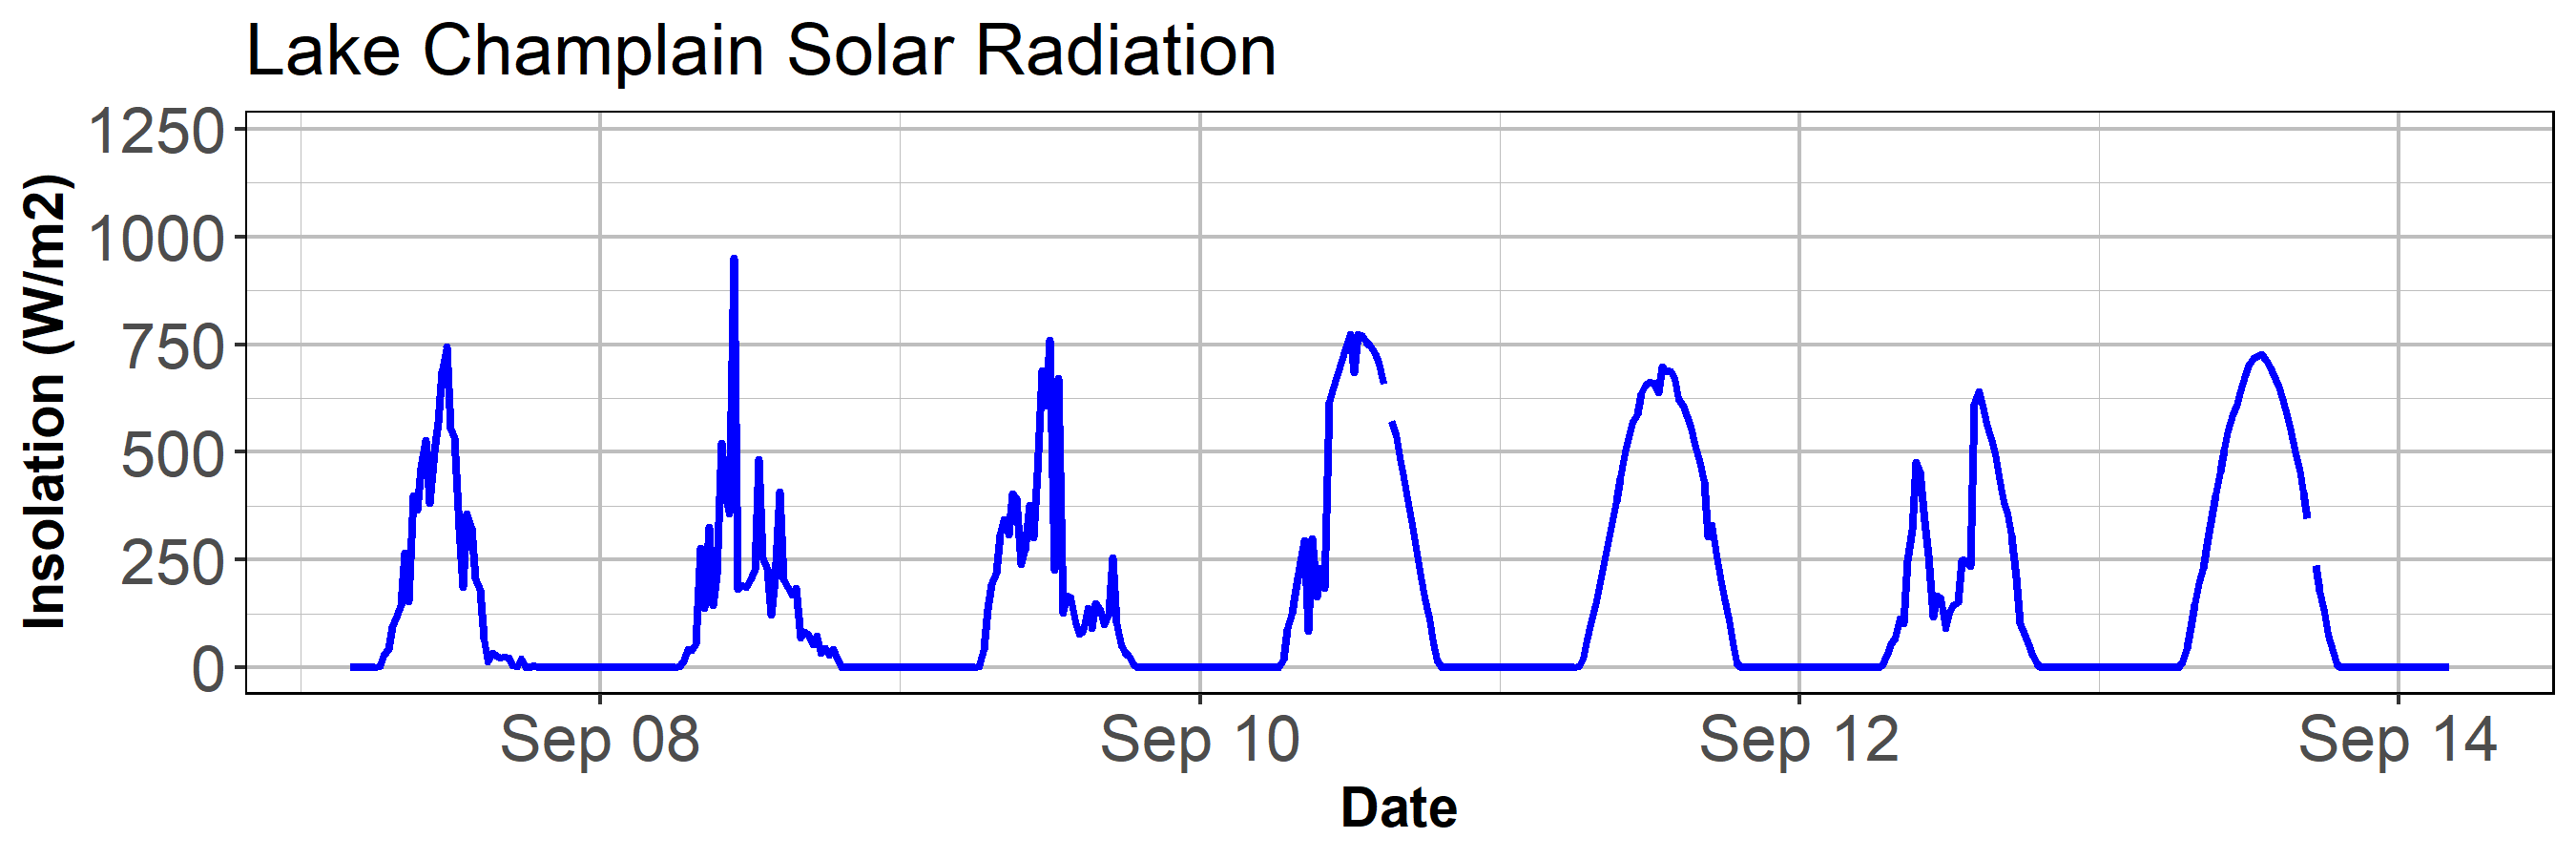 Lake Champlain Solar Radiation
Insolation (W/m2)
1250
1000
750
500
250
0
Sep 08 Sep 10 Sep 12 Sep 14
Date